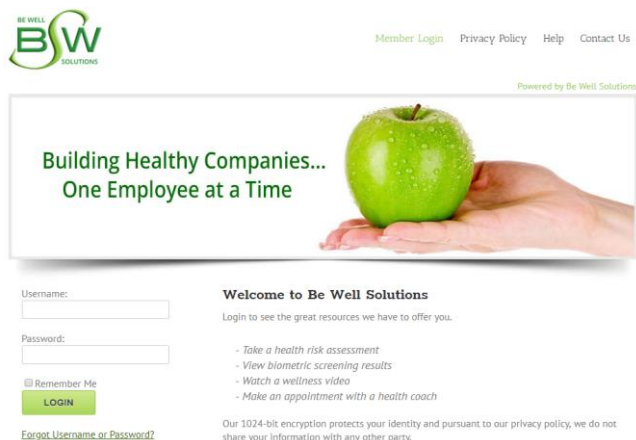 BE WELL
BSW
SOLUTIONS
Member Login Privacy Policy Help Contact Us
Powered by Be Well Solutions
Building Healthy Companies...
One Employee at a Time
Username:
Password:
Remember Me
LOGIN
Forgot Username or Password?
Welcome to Be Well Solutions
Login to see the great resources we have to offer you.
- Take a health risk assessment
- View biometric screening results
- Watch a wellness video
- Make an appointment with a health coach
Our 1024-bit encryption protects your identity and pursuant to our privacy policy, we do not
share your information with any other party.